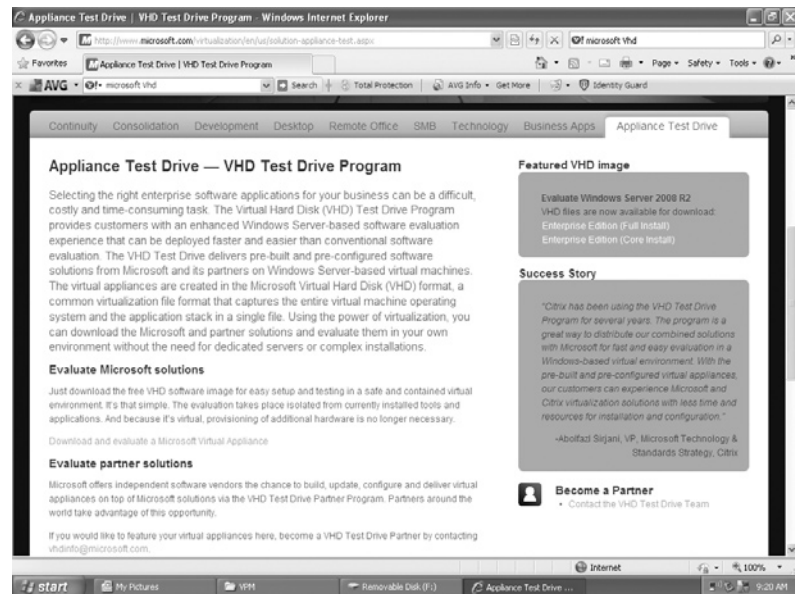 Appliance Test Drive | VHD Test Drive Program - Windows Internet Explorer
http://www.microsoft.com/virtualization/en/us/solution-appliance-test.aspx
microsoft vhd
Favorites
Appliance Test Drive | VHD Test Drive Program
Page
Safety
Tools
AVG
microsoft vhd
Search
Total Protection
AVG Info
Get More
Identity Guard
Continuity
Consolidation
Development
Desktop
Remote Office
SMB
Technology
Business Apps
Appliance Test Drive
Appliance Test Drive — VHD Test Drive Program
Selecting the right enterprise software applications for your business can be a difficult,
costly and time-consuming task. The Virtual Hard Disk (VHD) Test Drive Program
provides customers with an enhanced Windows Server-based software evaluation
experience that can be deployed faster and easier than conventional software
evaluation. The VHD Test Drive delivers pre-built and pre-configured software
solutions from Microsoft and its partners on Windows Server-based virtual machines.
The virtual appliances are created in the Microsoft Virtual Hard Disk (VHD) format, a
common virtualization file format that captures the entire virtual machine operating
system and the application stack in a single file. Using the power of virtualization, you
can download the Microsoft and partner solutions and evaluate them in your own
environment without the need for dedicated servers or complex installations.
Evaluate Microsoft solutions
Just download the free VHD software image for easy setup and testing in a safe and contained virtual
environment. It's that simple. The evaluation takes place isolated from currently installed tools and
applications. And because it's virtual, provisioning of additional hardware is no longer necessary.
Download and evaluate a Microsoft Virtual Appliance
Evaluate partner solutions
Microsoft offers independent software vendors the chance to build, update, configure and deliver virtual
appliances on top of Microsoft solutions via the VHD Test Drive Partner Program. Partners around the
world take advantage of this opportunity.
If you would like to feature your virtual appliances here, become a VHD Test Drive Partner by contacting
vhdinfo@microsoft.com.
Featured VHD image
Evaluate Windows Server 2008 R2
VHD files are now available for download:
Enterprise Edition (Full Install)
Enterprise Edition (Core Install)
Success Story
"Citrix has been using the VHD Test Drive
Program for several years. The program is a
great way to distribute our combined solutions
with Microsoft for fast and easy evaluation in a
Windows-based virtual environment. With the
pre-built and pre-configured virtual appliances,
our customers can experience Microsoft and
Citrix virtualization solutions with less time and
resources for installation and configuration."
-Abolfazl Sirjani, VP, Microsoft Technology &
Standards Strategy, Citrix
Become a Partner
• Contact the VHD Test Drive Team
Internet
100%
start
My Pictures
VPM
Removable Disk (F:)
Appliance Test Drive ...
9:20 AM